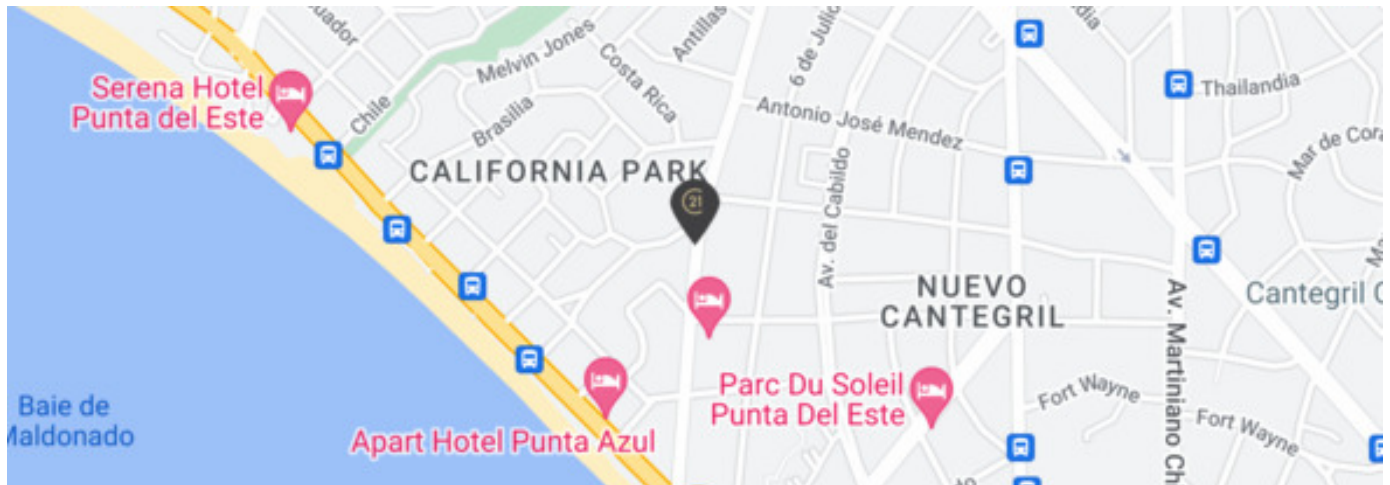 uador
Melvin Jones
Costa Rica
Antillas
6 de Julio
Serena Hotel
Punta del Este
Chile
Brasilia
Antonio José Mendez
Thailandia
Mar de Cora
CALIFORNIA PARK
21
Av. del Cabildo
NUEVO
CANTEGRIL
Av. Martiniano Ch
Cantegril C
Parc Du Soleil
Punta Del Este
Fort Wayne
Fort Wayne
Baie de
Maldonado
Apart Hotel Punta Azul